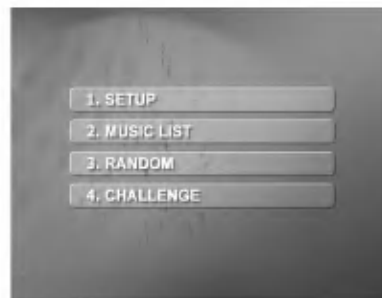 1. SETUP
2. MUSIC LIST
3. RANDOM
4. CHALLENGE